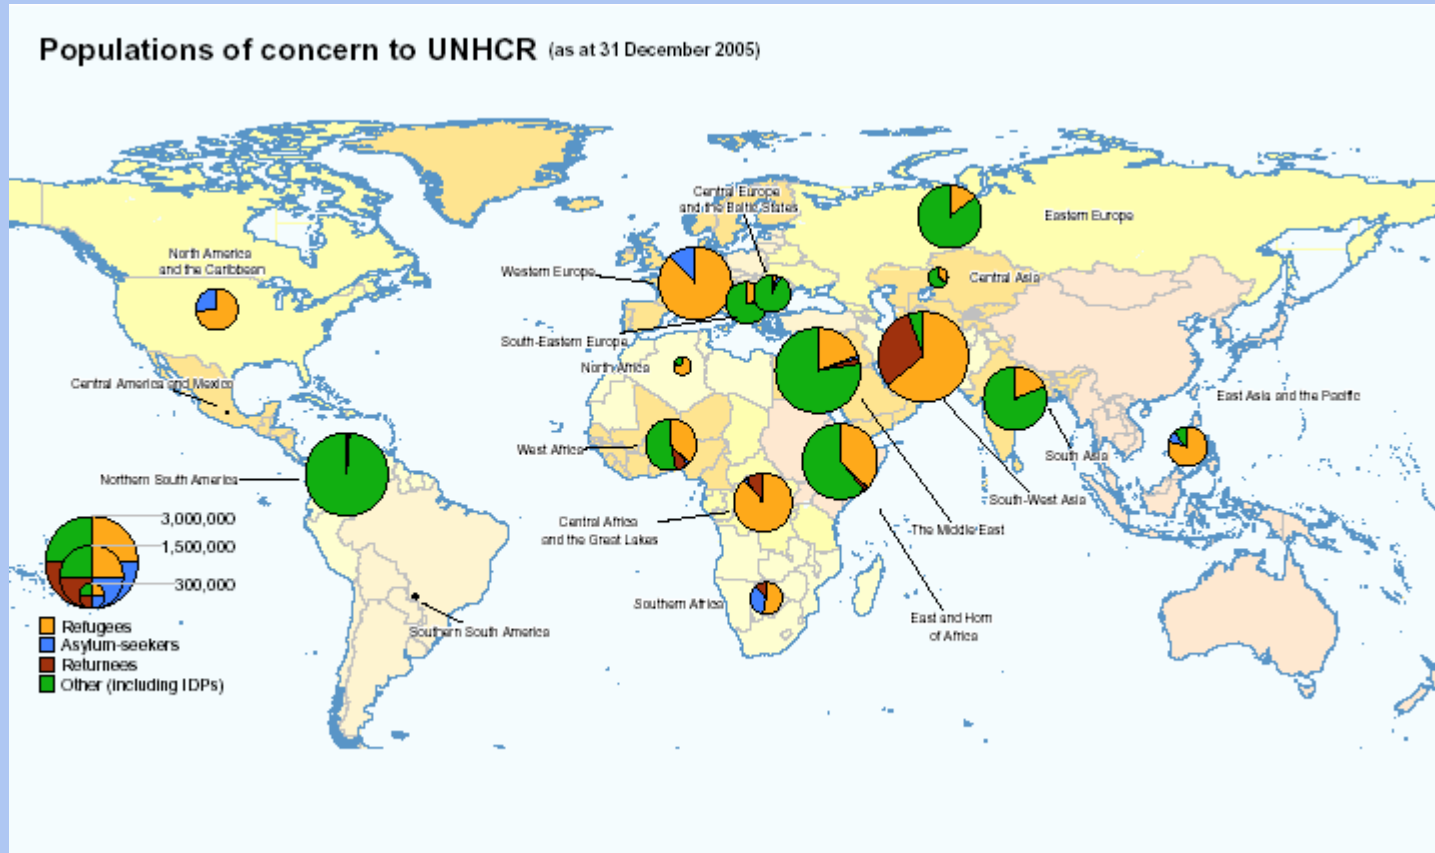 Populations of concern to UNHCR (as at 31 December 2005)
Central Europe
and the Baltic States
Eastern Europe
North America
and the Caribbean
Western Europe
Central Asia
South-Eastern Europe
North Africa
Central America and Mexico
East Asia and the Pacific
West Africa
South Asia
Northern South America
South-West Asia
3,000,000
Central Africa
and the Great Lakes
The Middle East
1,500,000
300,000
Southern Africa
East and Horn
of Africa
Refugees
Southern South America
Asylum-seekers
Returnees
Other (including IDPs)